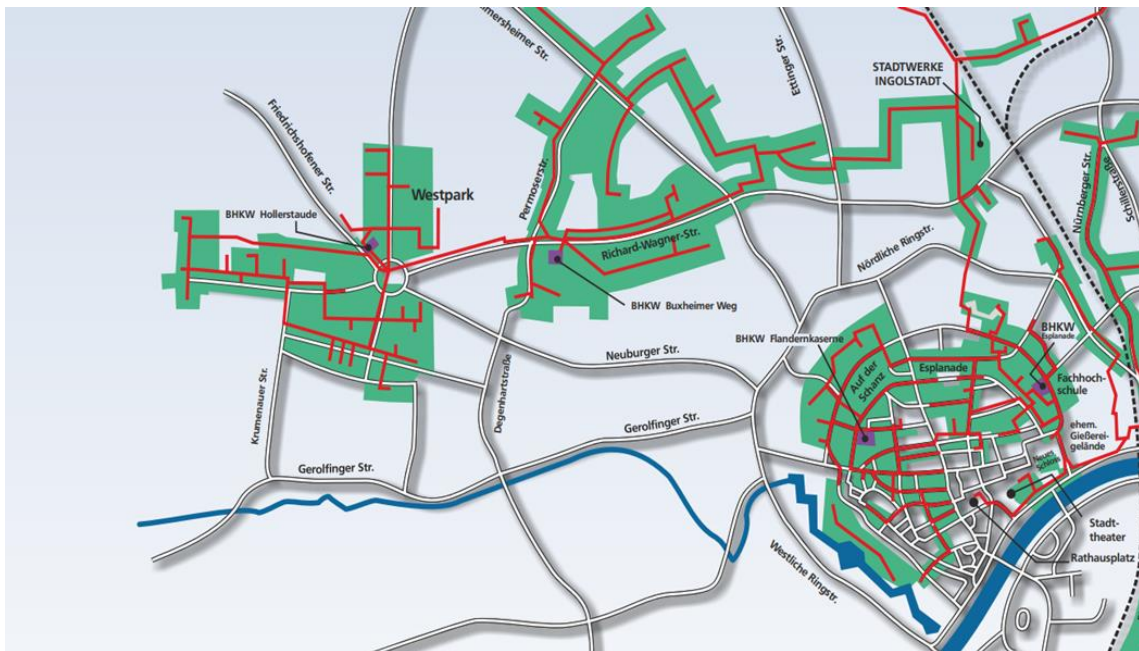 mersheimer Str.
Ettinger Str.
STADTWERKE
INGOLSTADT
Friedrichshofener Str.
Permoserstr.
Nürnberger Str.
Schillerstraße
Westpark
BHKW Hollerstaude
Richard-Wagner-Str.
Nördliche Ringstr.
BHKW Buxheimer Weg
BHKW Flandernkaserne
BHKW
Esplanade
Neuburger Str.
Auf der
Schanz
Esplanade
Fachhoch-
schule
Krumenauer Str.
Degenhartstraße
Gerolfinger Str.
ehem.
Gießerei-
gelände
Neues
Schloss
Gerolfinger Str.
Stadt-
theater
Rathausplatz
Westliche Ringstr.